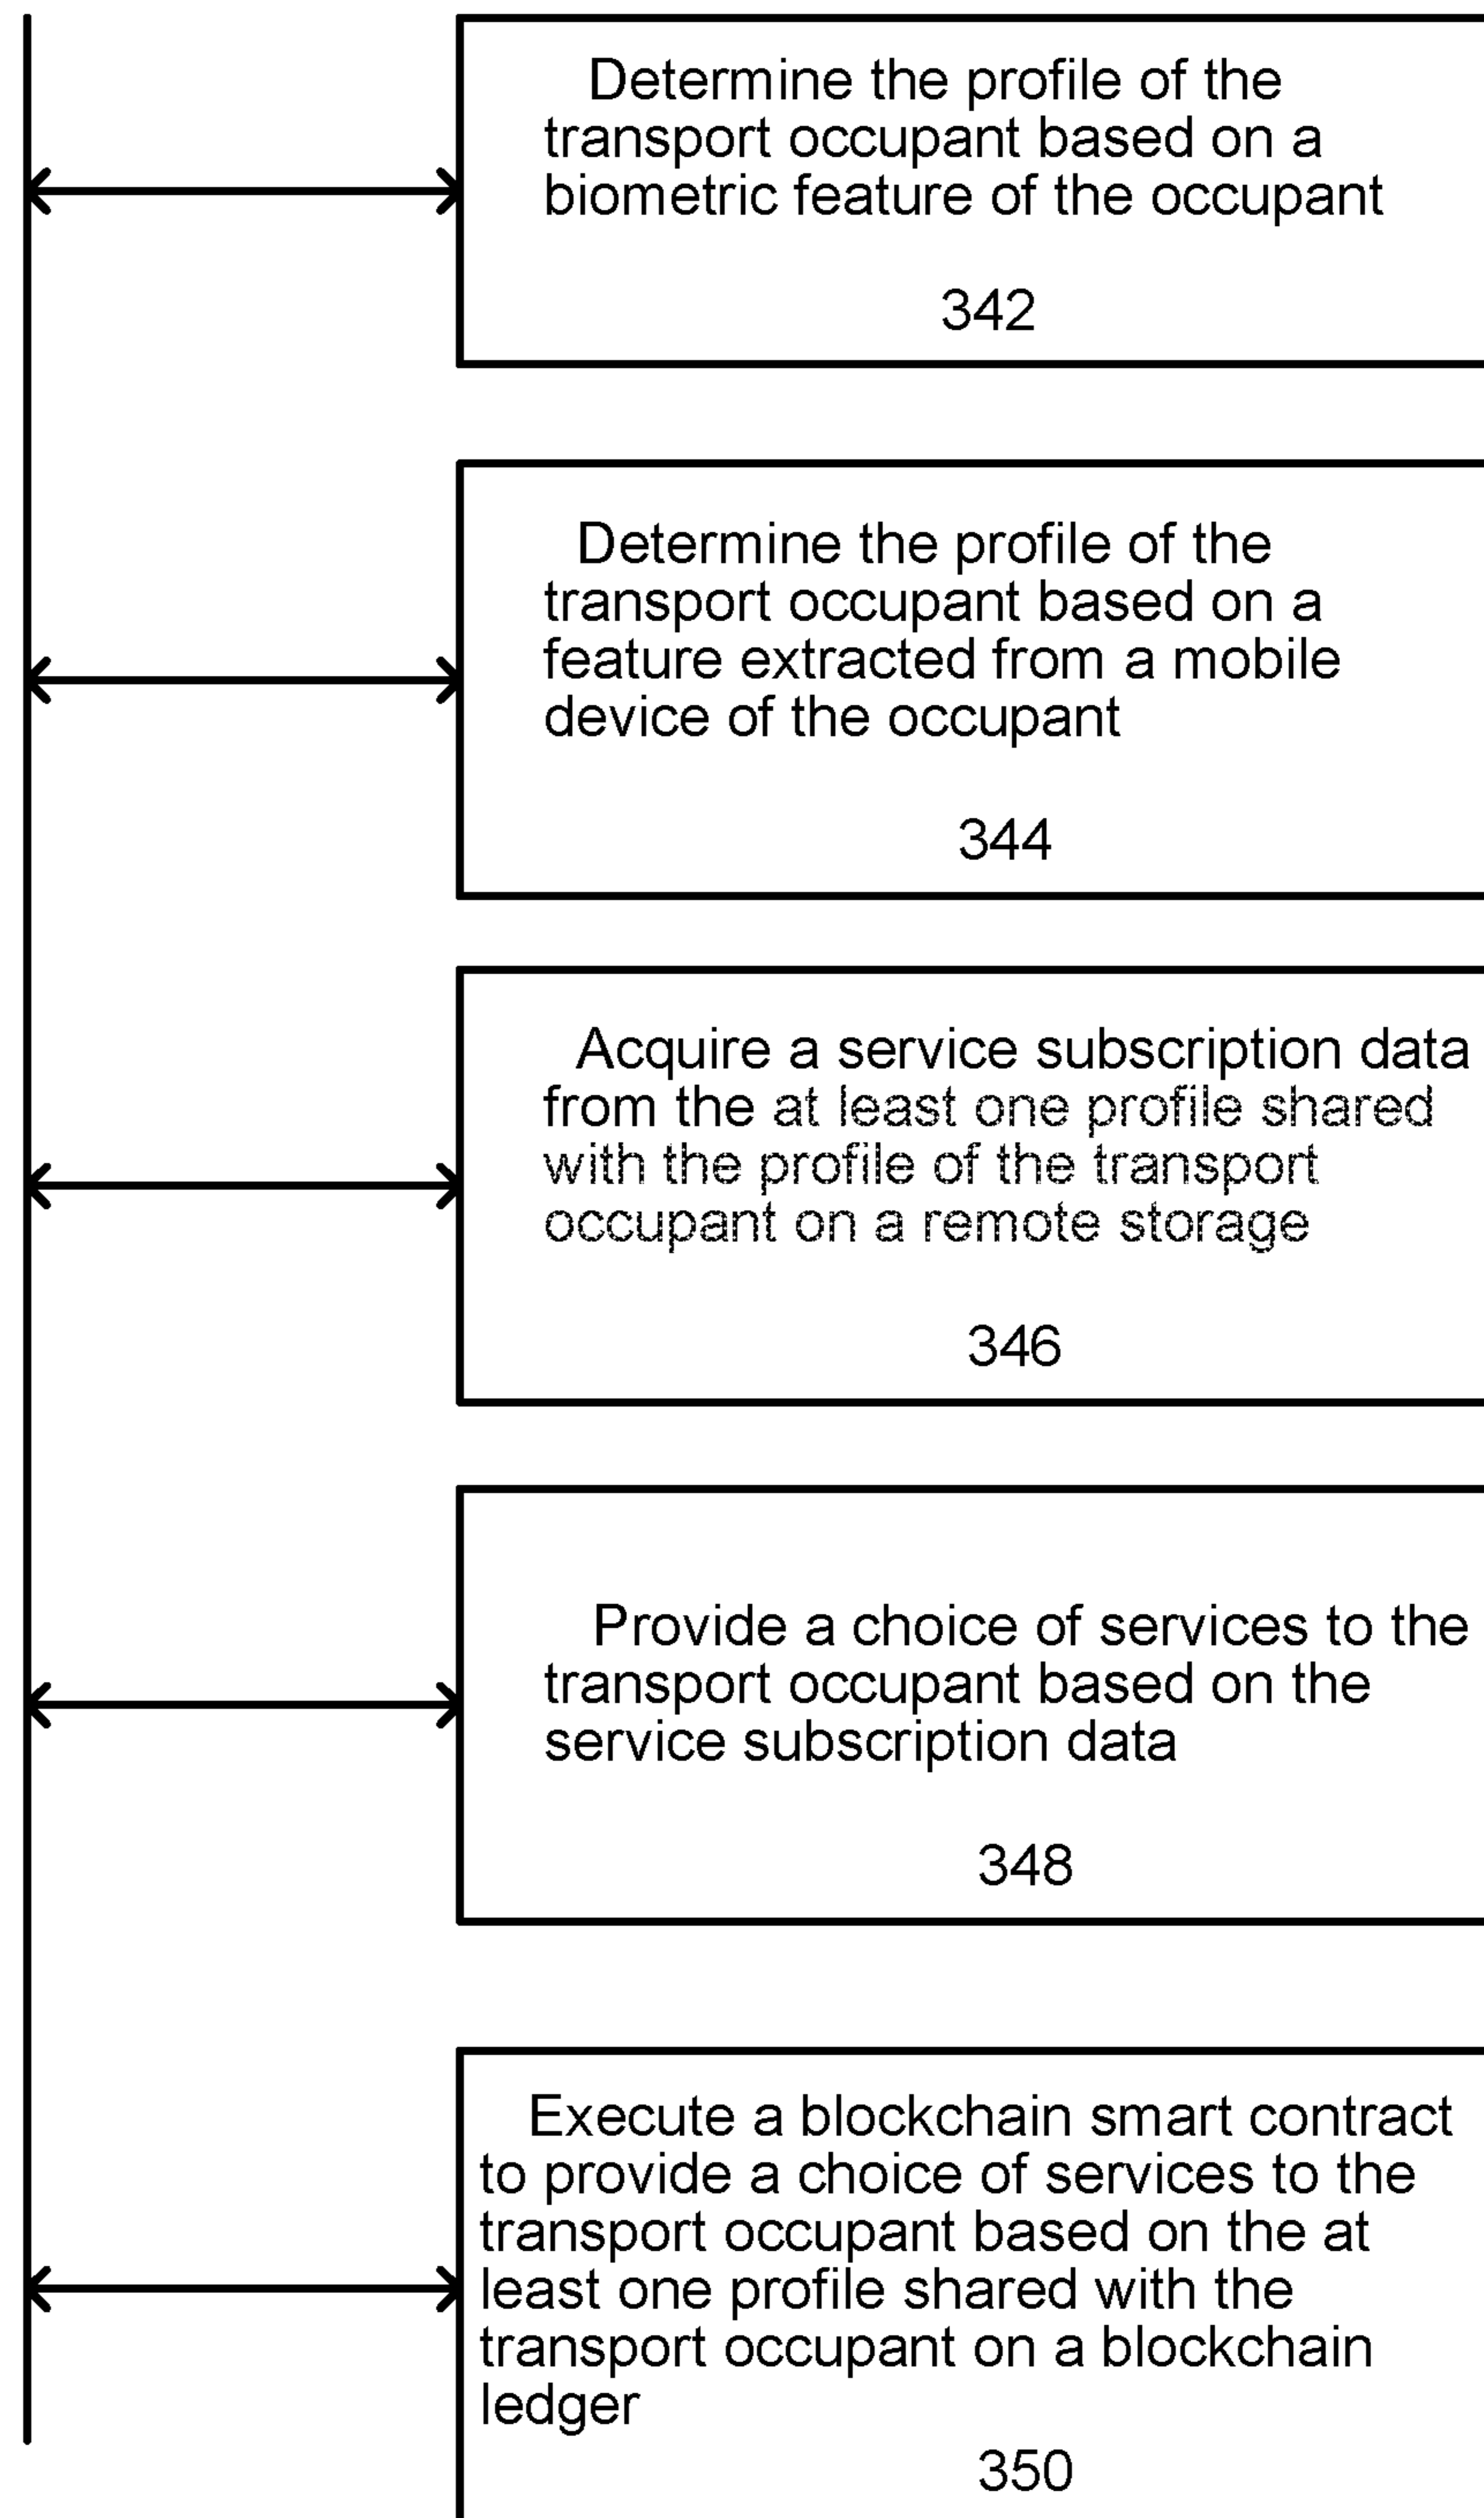 Determine the profile of the
transport occupant based on a
biometric feature of the occupant
342
Determine the profile of the
transport occupant based on a
feature extracted from a mobile
device of the occupant
344
Acquire a service subscription data
from the at least one profile shared
with the profile of the transport
occupant on a remote storage
346
Provide a choice of services to the
transport occupant based on the
service subscription data
348
Execute a blockchain smart contract
to provide a choice of services to the
transport occupant based on the at
least one profile shared with the
transport occupant on a blockchain
ledger
350